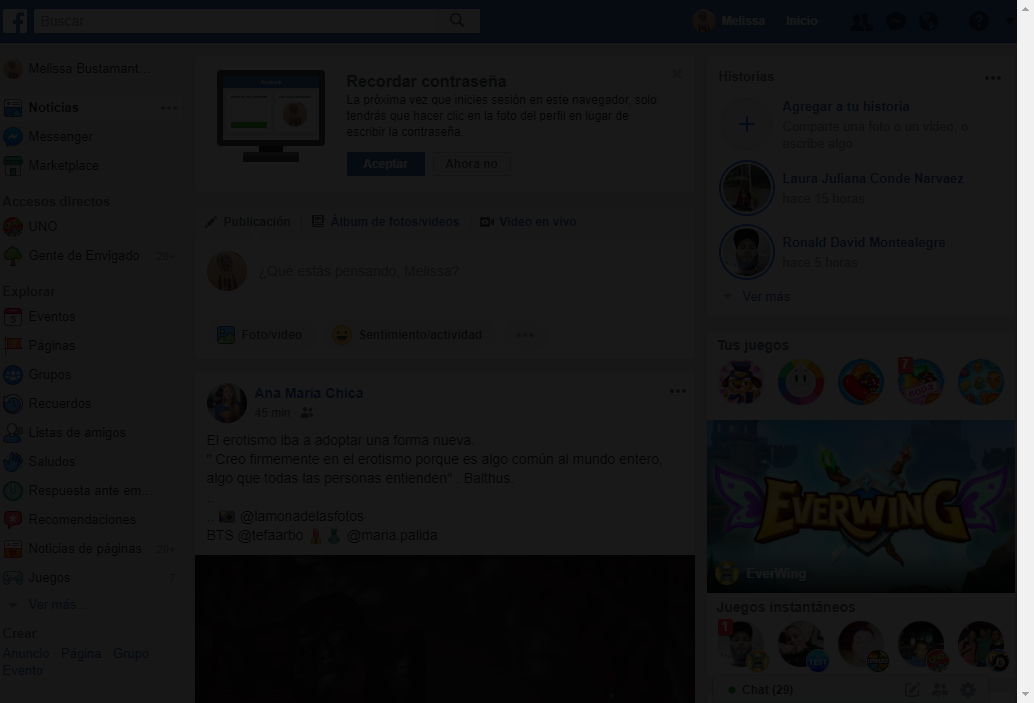 Buscar
Melissa
Inicio
Melissa Bustamant...
Noticias
Messenger
Marketplace
Accesos directos
UNO
Gente de Envigado 20+
Explorar
Eventos
Páginas
Grupos
Recuerdos
Listas de amigos
Saludos
Respuesta ante em...
Recomendaciones
Noticias de páginas 20+
Juegos 7
Ver más...
Crear
Anuncio Página Grupo
Evento
Recordar contraseña
La próxima vez que inicies sesión en este navegador, solo
tendrás que hacer clic en la foto del perfil en lugar de
escribir la contraseña.
Aceptar
Ahora no
Publicación
Álbum de fotos/videos
Video en vivo
¿Qué estás pensando, Melissa?
Foto/video
Sentimiento/actividad
Ana María Chica
45 min ·
El erotismo iba a adoptar una forma nueva.
" Creo firmemente en el erotismo porque es algo común al mundo entero,
algo que todas las personas entienden" . Balthus
..
.. @lamonadelasfotos
BTS @tefaarbo @maria.palida
Historias
Agregar a tu historia
Comparte una foto o un video, o
escribe algo
Laura Juliana Conde Narvaez
hace 15 horas
Ronald David Montealegre
hace 5 horas
Ver más
Tus juegos
7
EVERWING
EverWing
Juegos instantáneos
1
Chat (29)